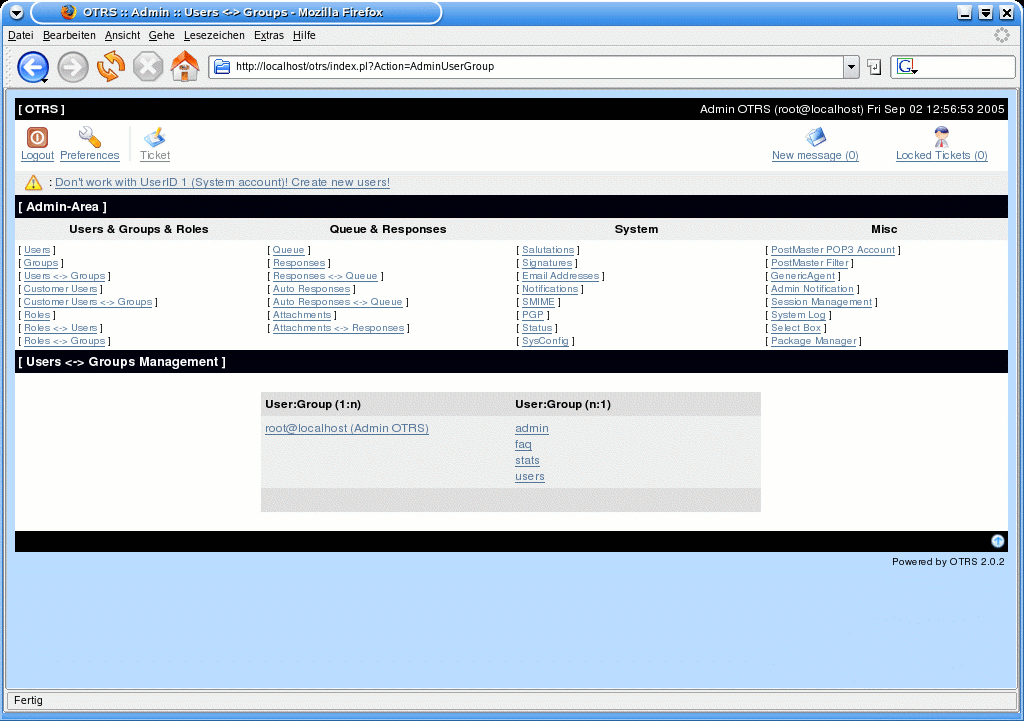 OTRS :: Admin :: Users <-> Groups - Mozilla Firefox
Datei Bearbeiten Ansicht Gehe Lesezeichen Extras Hilfe
http://localhost/otrs/index.pl?Action=AdminUserGroup
G
[ OTRS ] Admin OTRS (root@localhost) Fri Sep 02 12:56:53 2005
Logout Preferences Ticket New message (0) Locked Tickets (0)
: Don't work with UserID 1 (System account)! Create new users!
[ Admin-Area ]
Users & Groups & Roles Queue & Responses System Misc
[ Users ] [ Queue ] [ Salutations ] [ PostMaster POP3 Account ]
[ Groups ] [ Responses ] [ Signatures ] [ PostMaster Filter ]
[ Users <-> Groups ] [ Responses <-> Queue ] [ Email Addresses ] [ GenericAgent ]
[ Customer Users ] [ Auto Responses ] [ Notifications ] [ Admin Notification ]
[ Customer Users <-> Groups ] [ Auto Responses <-> Queue ] [ SMIME ] [ Session Management ]
[ Roles ] [ Attachments ] [ PGP ] [ System Log ]
[ Roles <-> Users ] [ Attachments <-> Responses ] [ Status ] [ Select Box ]
[ Roles <-> Groups ] [ SysConfig ] [ Package Manager ]
[ Users <-> Groups Management ]
User:Group (1:n) User:Group (n:1)
root@localhost (Admin OTRS) admin
faq
stats
users
Powered by OTRS 2.0.2
Fertig